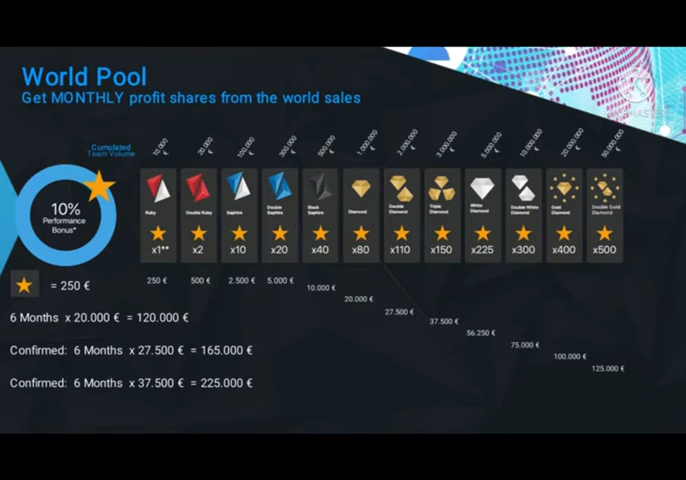 World Pool
Get MONTHLY profit shares from the world sales
Cumulated
Team Volume
10.000 €
20.000 €
100.000 €
300.000 €
500.000 €
1.000.000 €
2.000.000 €
3.000.000 €
5.000.000 €
10.000.000 €
20.000.000 €
50.000.000 €
10%
Performance
Bonus*
Ruby
Double Ruby
Saphire
Double Saphire
Black Saphire
Diamond
Double Diamond
Triple Diamond
White Diamond
Double White Diamond
Gold Diamond
Double Gold Diamond
x1**
x2
x10
x20
x40
x80
x110
x150
x225
x300
x400
x500
= 250 €
250 €
500 €
2.500 €
5.000 €
10.000 €
20.000 €
27.500 €
37.500 €
56.250 €
75.000 €
100.000 €
125.000 €
6 Months x 20.000 € = 120.000 €
Confirmed: 6 Months x 27.500 € = 165.000 €
Confirmed: 6 Months x 37.500 € = 225.000 €